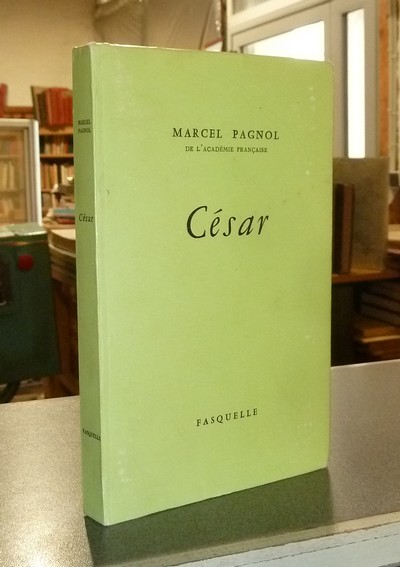 MARCEL PAGNOL
DE L'ACADÉMIE FRANÇAISE
César
FASQUELLE
MARCEL
PAGNOL
César
FASQUELLE